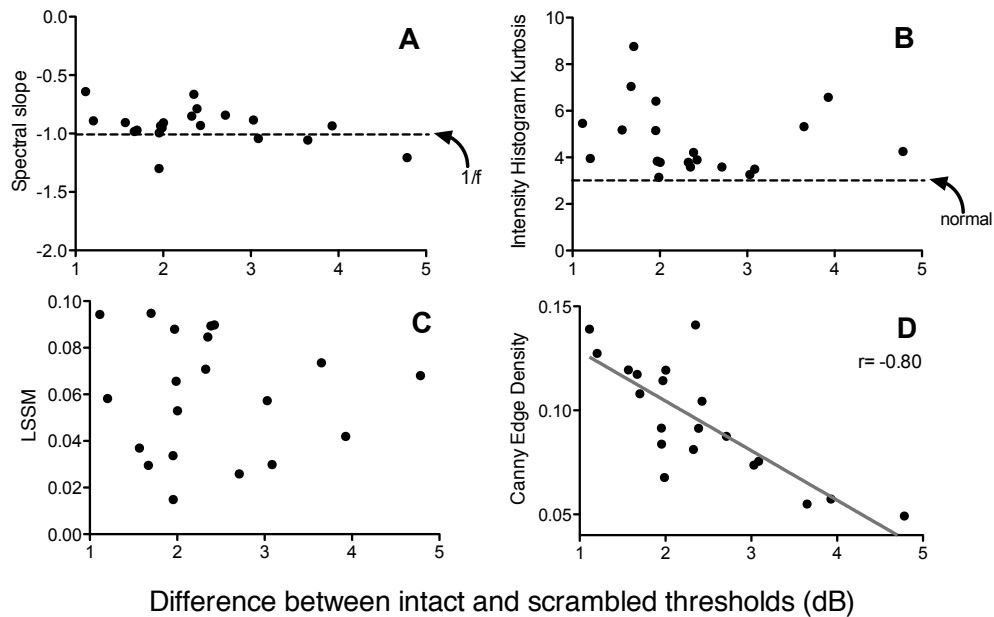 A
0.0
-0.5
-1.0
-1.5
-2.0
Spectral slope
1/f
1 2 3 4 5
B
10
8
6
4
2
0
Intensity Histogram Kurtosis
normal
1 2 3 4 5
C
0.10
0.08
0.06
0.04
0.02
0.00
LSSM
1 2 3 4 5
D
r= -0.80
0.15
0.10
0.05
Canny Edge Density
1 2 3 4 5
Difference between intact and scrambled thresholds (dB)